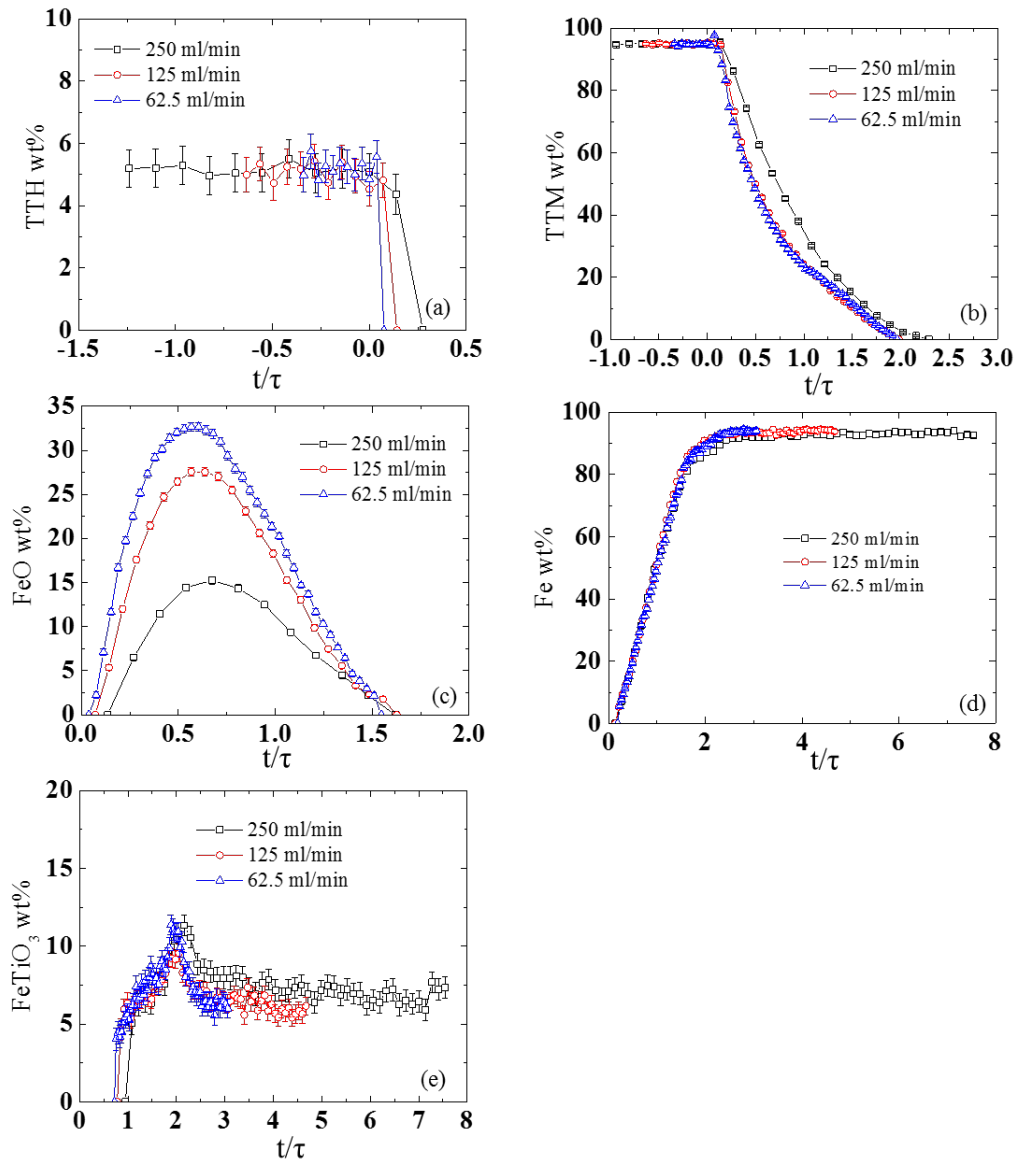 10
8
6
4
2
0
TTH wt%
250 ml/min
125 ml/min
62.5 ml/min
(a)
-1.5 -1.0 -0.5 0.0 0.5
t/τ
100
80
60
40
20
0
TTM wt%
250 ml/min
125 ml/min
62.5 ml/min
(b)
-1.0 -0.5 0.0 0.5 1.0 1.5 2.0 2.5 3.0
t/τ
35
30
25
20
15
10
5
0
FeO wt%
250 ml/min
125 ml/min
62.5 ml/min
(c)
0.0 0.5 1.0 1.5 2.0
t/τ
100
80
60
40
20
0
Fe wt%
250 ml/min
125 ml/min
62.5 ml/min
(d)
0 2 4 6 8
t/τ
20
15
10
5
0
FeTiO₃ wt%
250 ml/min
125 ml/min
62.5 ml/min
(e)
0 1 2 3 4 5 6 7 8
t/τ